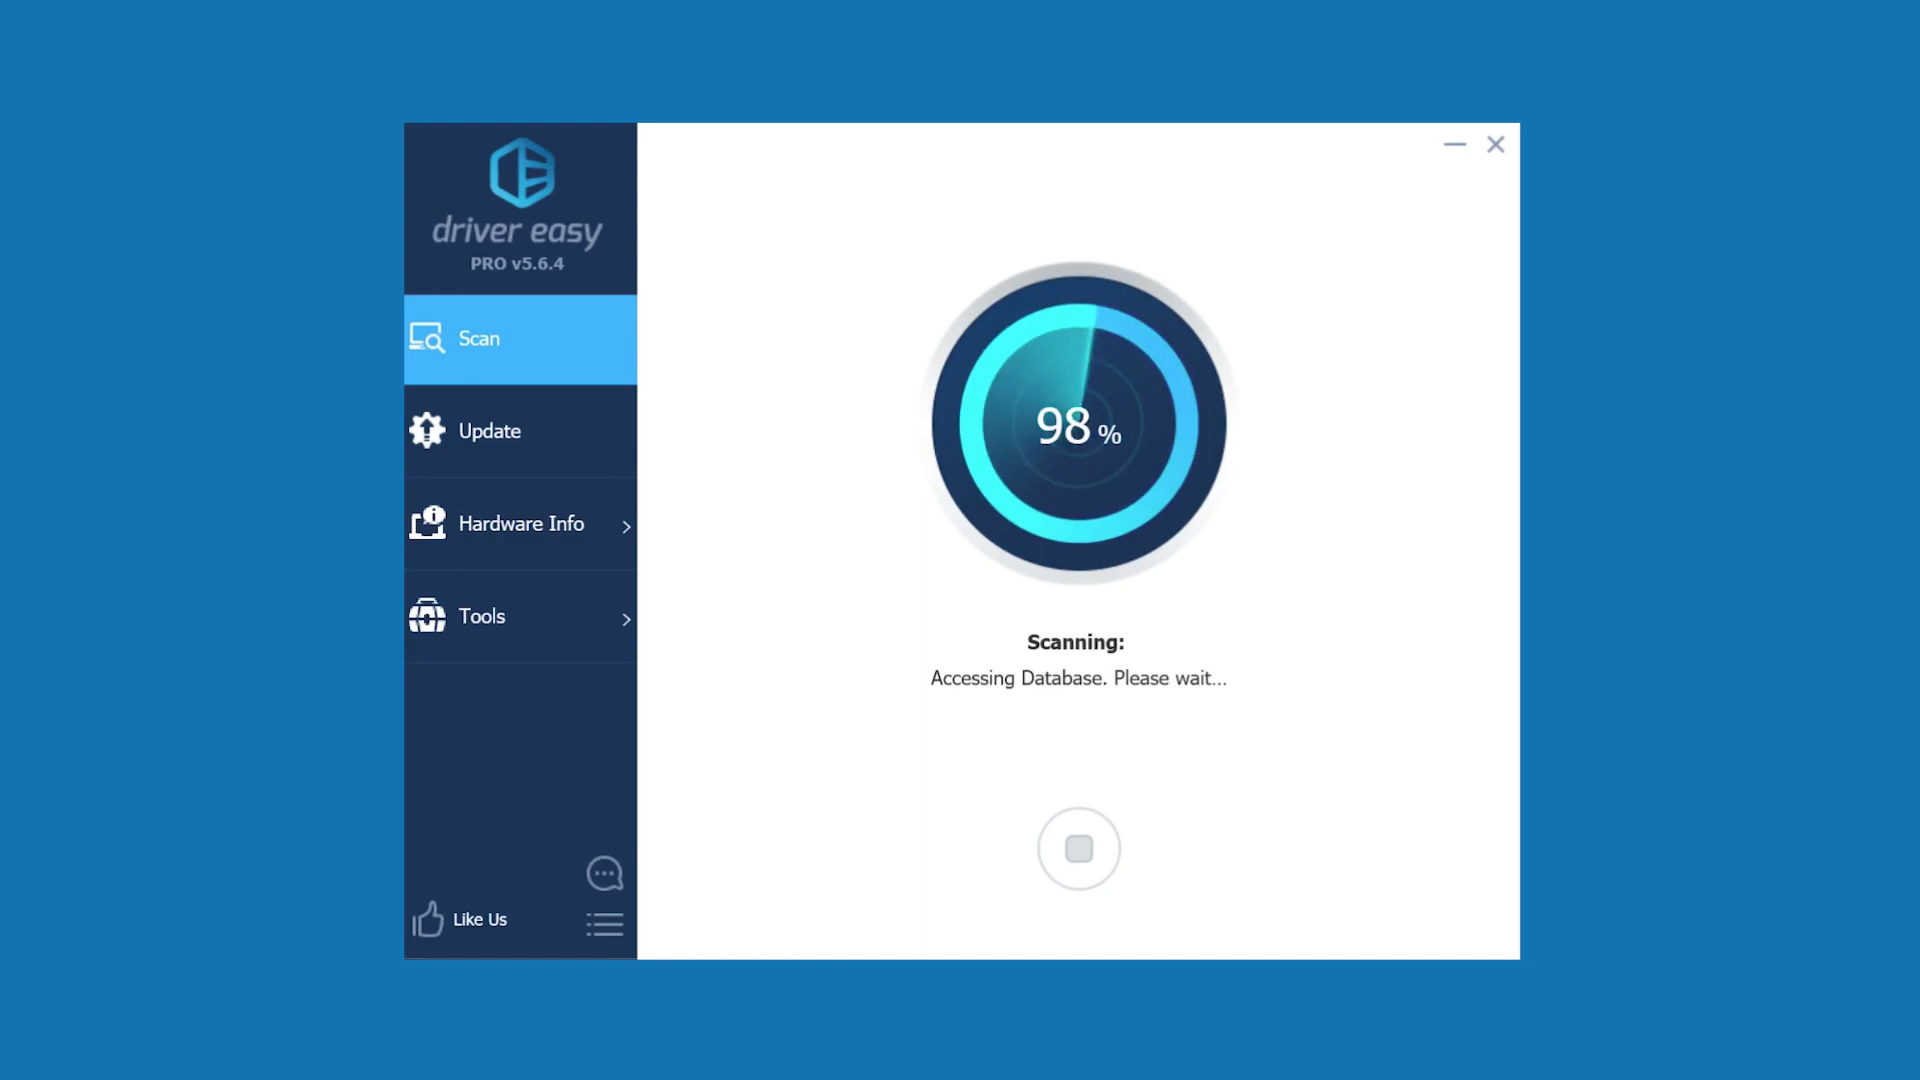 driver easy
PRO v5.6.4
Scan
Update
Hardware Info
Tools
Like Us
98 %
Scanning:
Accessing Database. Please wait...